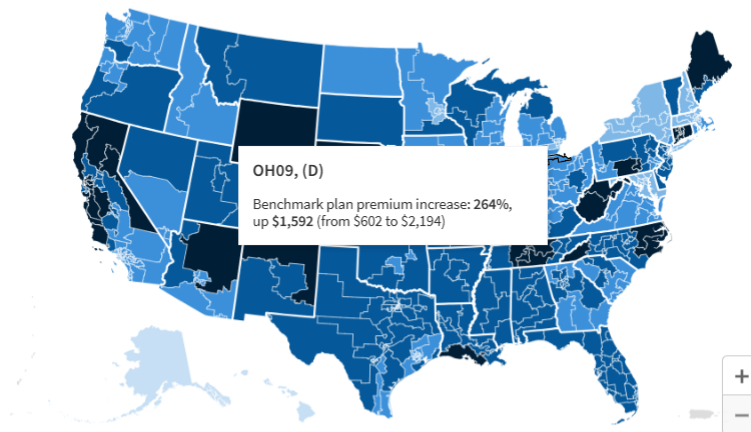 OH09, (D)
Benchmark plan premium increase: 264%,
up $1,592 (from $602 to $2,194)
+
−